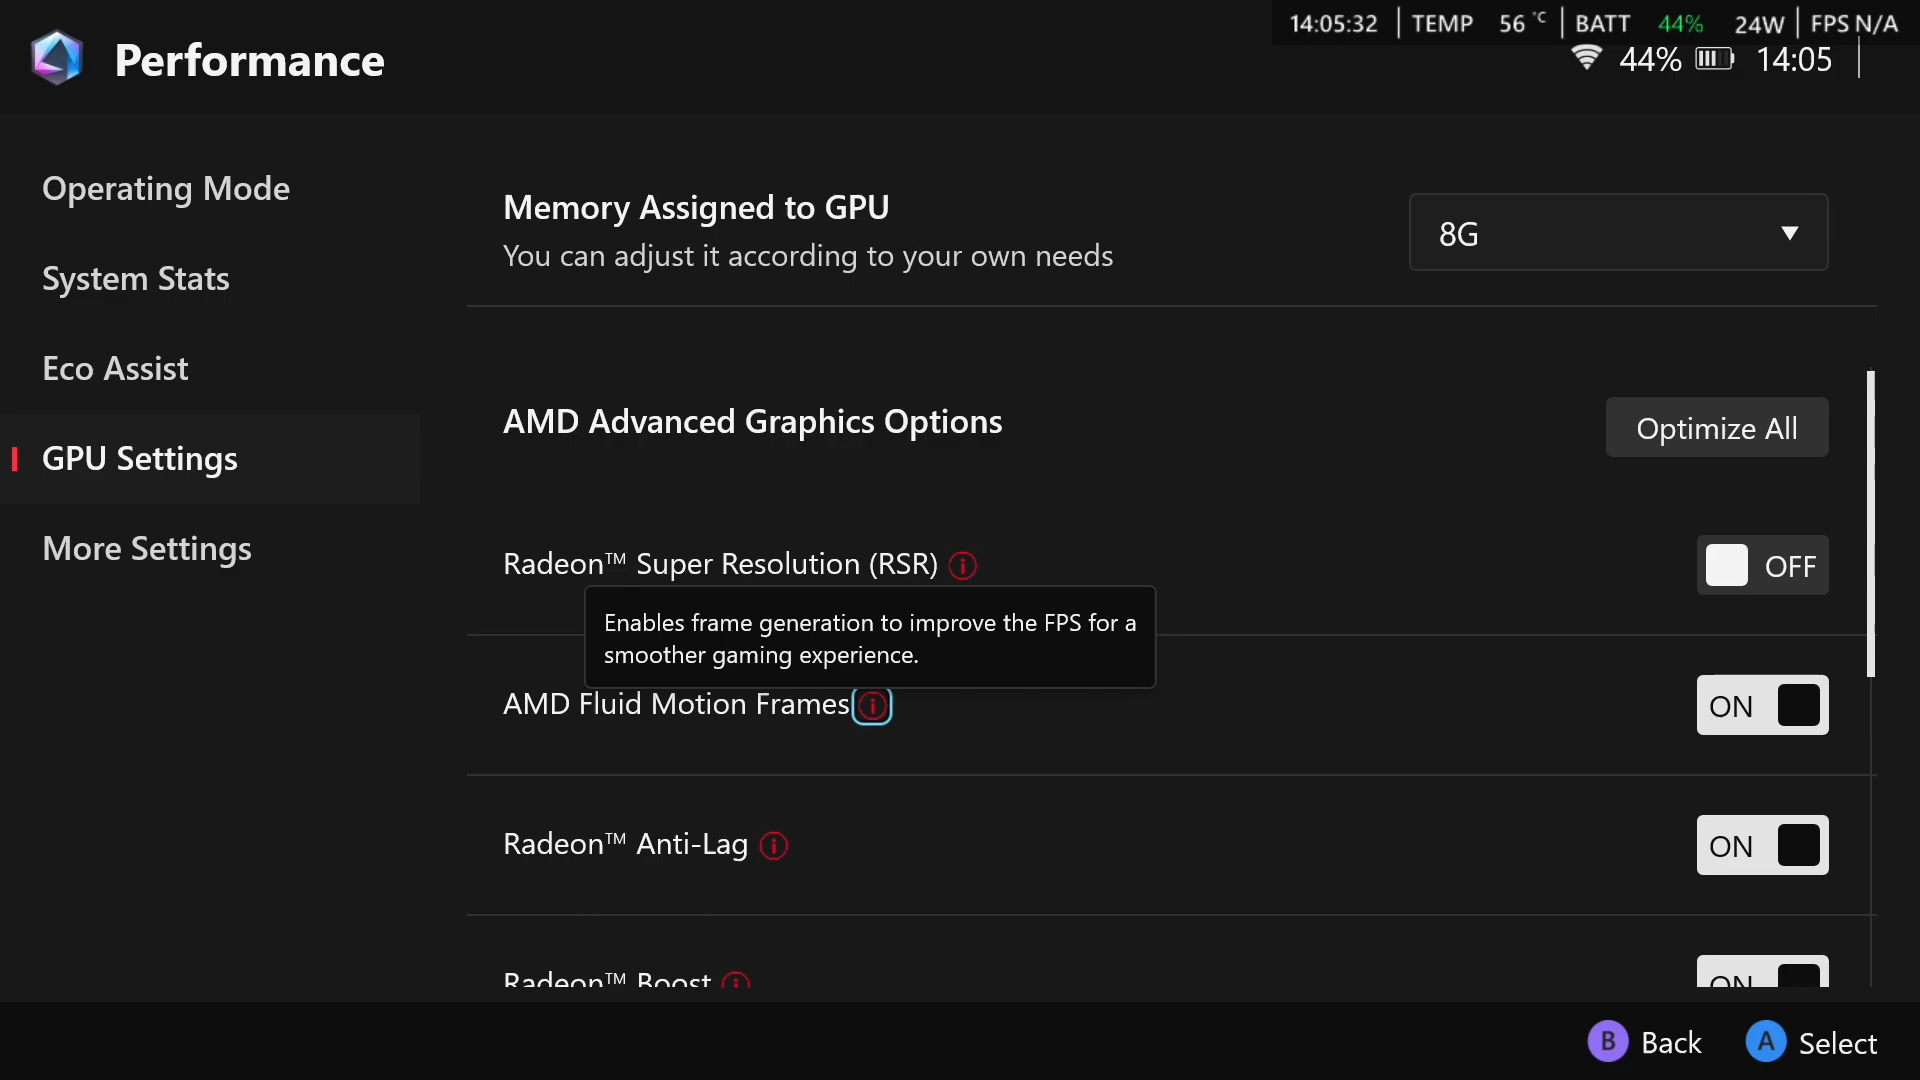 14:05:32 TEMP 56 °C BATT 44% 24W FPS N/A
Performance
44% 14:05
Operating Mode
System Stats
Eco Assist
GPU Settings
More Settings
Memory Assigned to GPU
You can adjust it according to your own needs
8G
AMD Advanced Graphics Options
Optimize All
Radeon™ Super Resolution (RSR)
OFF
Enables frame generation to improve the FPS for a
smoother gaming experience.
AMD Fluid Motion Frames
ON
Radeon™ Anti-Lag
ON
Radeon™ Boost
ON
B Back
A Select